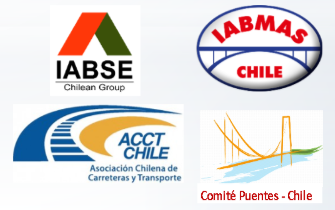 IABSE
Chilean Group
IABMAS
CHILE
ACCT
CHILE
Asociación Chilena de
Carreteras y Transporte
Comité Puentes - Chile